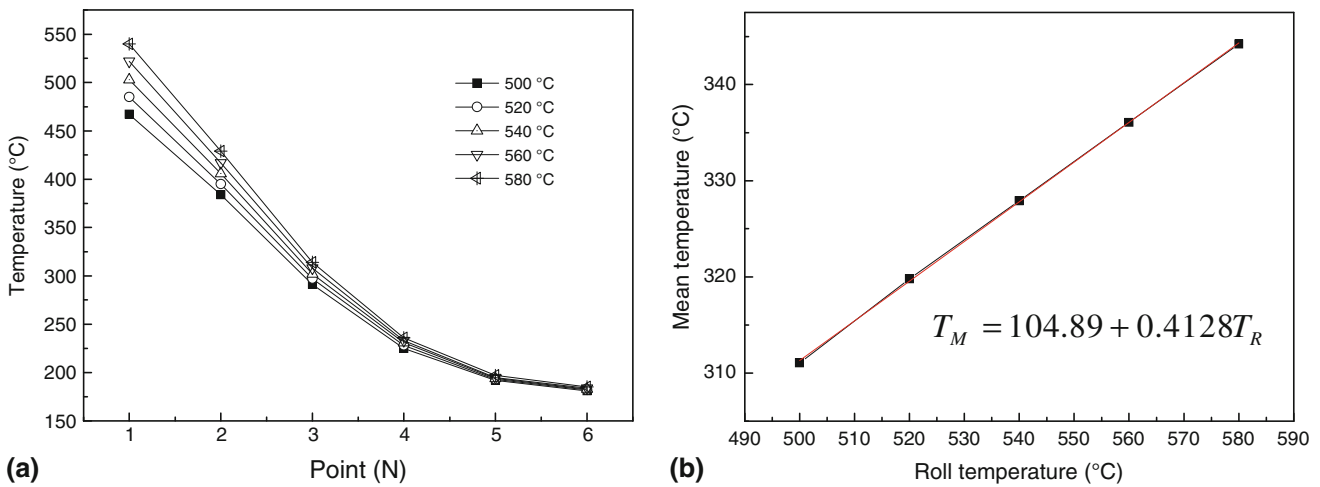 550
500
450
400
350
300
250
200
150
Temperature (°C)
500 °C
520 °C
540 °C
560 °C
580 °C
1 2 3 4 5 6
Point (N)
(a)
340
330
320
310
Mean temperature (°C)
T_M = 104.89 + 0.4128T_R
490 500 510 520 530 540 550 560 570 580 590
Roll temperature (°C)
(b)